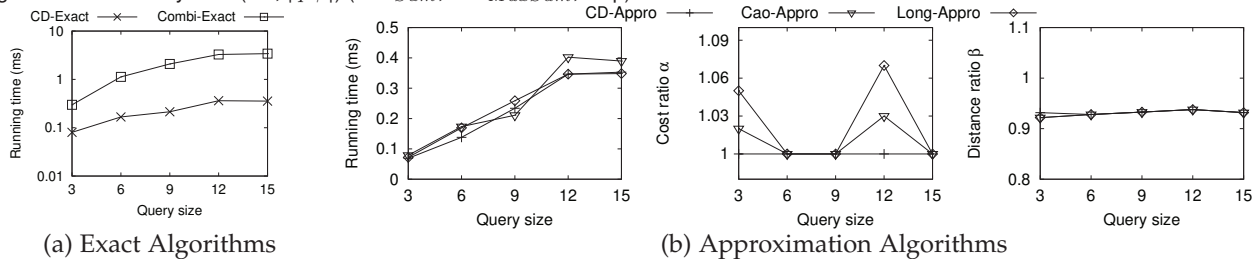 CD-Exact Combi-Exact
10
1
0.1
0.01
3 6 9 12 15
Running time (ms)
Query size
(a) Exact Algorithms
CD-Appro Cao-Appro Long-Appro
0.5
0.4
0.3
0.2
0.1
0
3 6 9 12 15
Running time (ms)
Query size
1.09
1.06
1.03
1
3 6 9 12 15
Cost ratio α
Query size
1.1
1
0.9
0.8
3 6 9 12 15
Distance ratio β
Query size
(b) Approximation Algorithms